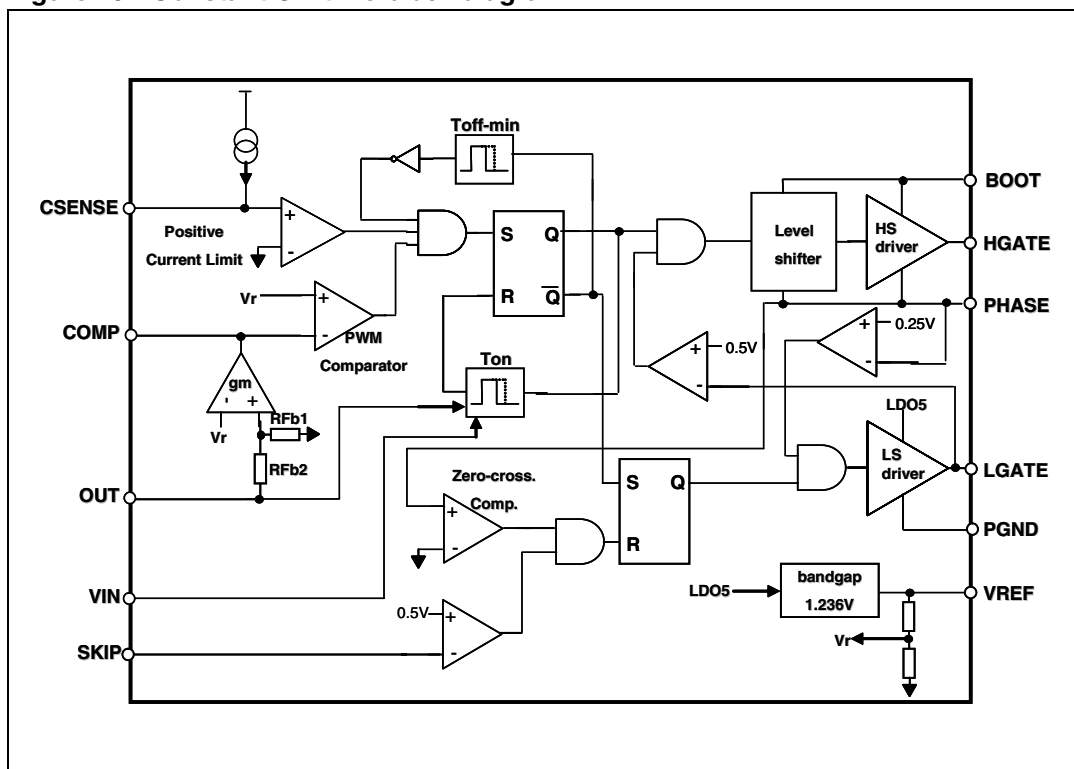 Toff-min
BOOT
CSENSE
Positive
Current Limit
+
-
S
Q
R
Q
Level
shifter
HS
driver
HGATE
PHASE
Vr
+
-
PWM
Comparator
COMP
gm
-
+
Vr
RFb1
RFb2
Ton
+
0.5V
-
+
0.25V
-
LDO5
LS
driver
LGATE
OUT
Zero-cross.
Comp.
+
-
S
Q
R
PGND
VIN
LDO5
bandgap
1.236V
VREF
Vr
0.5V
+
-
SKIP